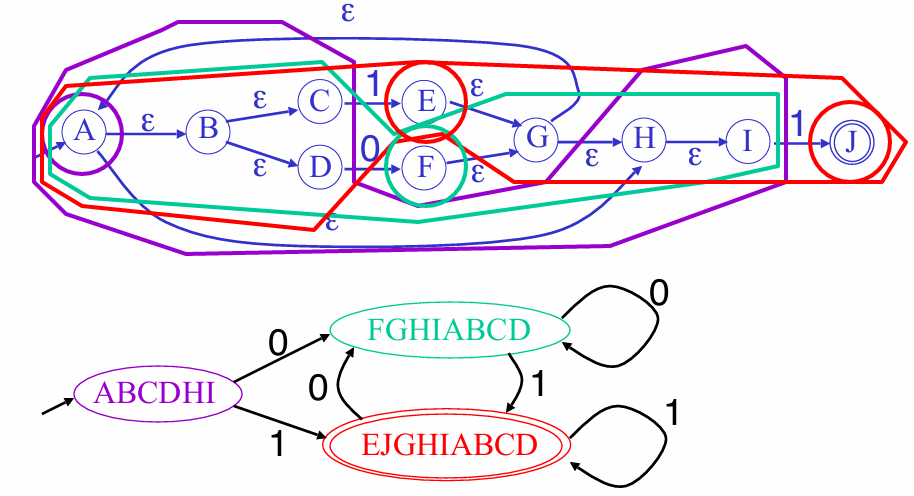 ε
C 1 E ε
A ε B ε G ε H ε I 1 J
ε D 0 F ε
ε
FGHIABCD 0
0
ABCDHI 0 1
1 EJGHIABCD 1